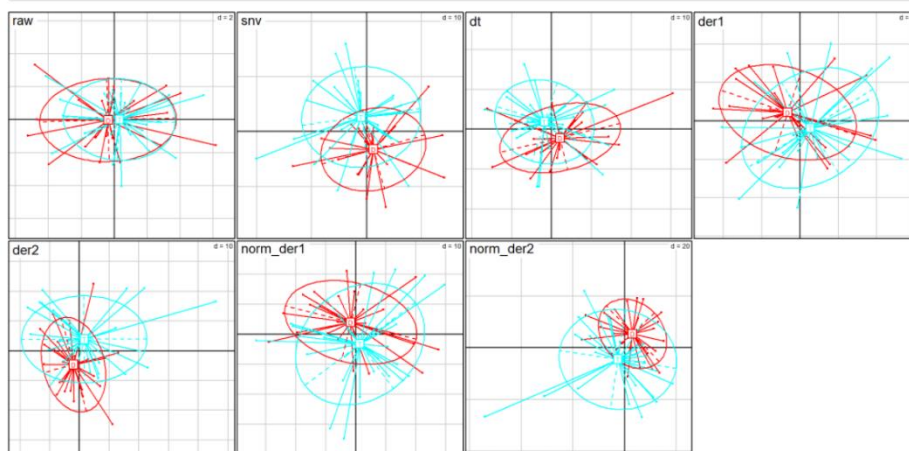 raw d = 2
snv d = 10
dt d = 10
der1 d =
der2 d = 10
norm_der1 d = 10
norm_der2 d = 20